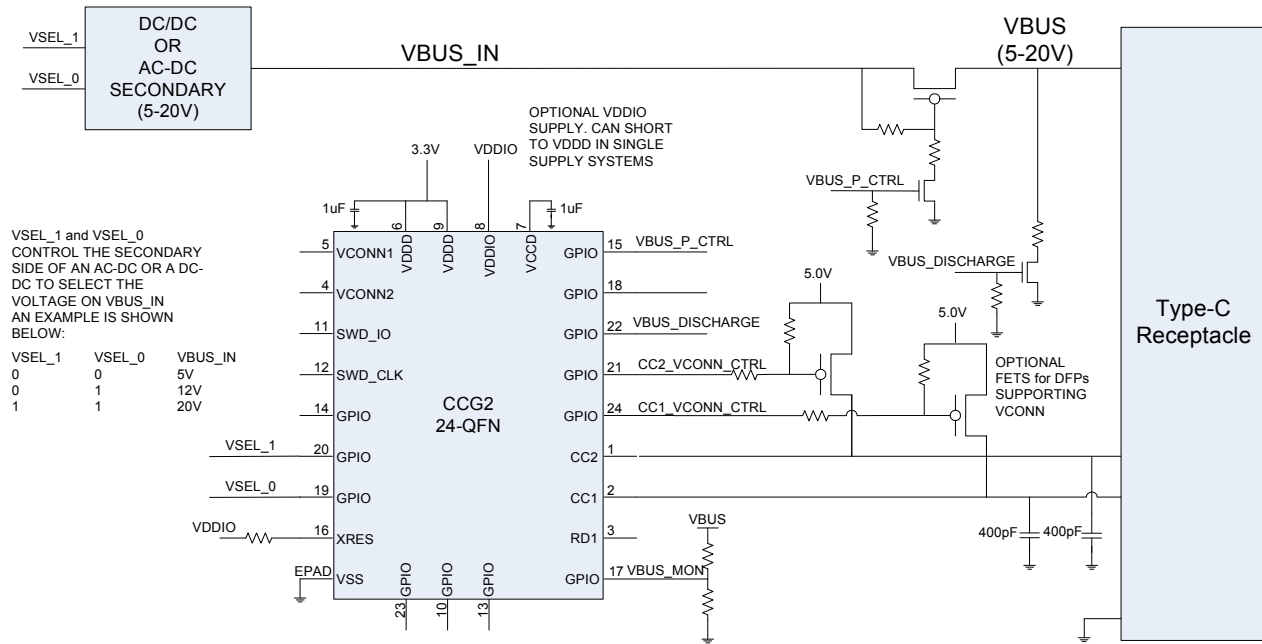 DC/DC
OR
AC-DC
SECONDARY
(5-20V)
VSEL_1
VSEL_0
VBUS_IN
VBUS
(5-20V)
OPTIONAL VDDIO
SUPPLY. CAN SHORT
TO VDDD IN SINGLE
SUPPLY SYSTEMS
3.3V
VDDIO
1uF
1uF
VSEL_1 and VSEL_0
CONTROL THE SECONDARY
SIDE OF AN AC-DC OR A DC-
DC TO SELECT THE
VOLTAGE ON VBUS_IN
AN EXAMPLE IS SHOWN
BELOW:
VSEL_1 VSEL_0 VBUS_IN
0 0 5V
0 1 12V
1 1 20V
6 9 8 7
VDDD VDDD VDDIO VCCD
5 VCONN1
4 VCONN2
11 SWD_IO
12 SWD_CLK
14 GPIO
VSEL_1 20 GPIO
VSEL_0 19 GPIO
VDDIO 16 XRES
EPAD VSS
CCG2
24-QFN
GPIO GPIO GPIO
23 10 13
GPIO 15 VBUS_P_CTRL
GPIO 18
GPIO 22 VBUS_DISCHARGE
GPIO 21 CC2_VCONN_CTRL
GPIO 24 CC1_VCONN_CTRL
CC2 1
CC1 2
RD1 3
GPIO 17 VBUS_MON
VBUS
VBUS_P_CTRL
VBUS_DISCHARGE
5.0V
5.0V
OPTIONAL
FETS for DFPs
SUPPORTING
VCONN
400pF 400pF
Type-C
Receptacle